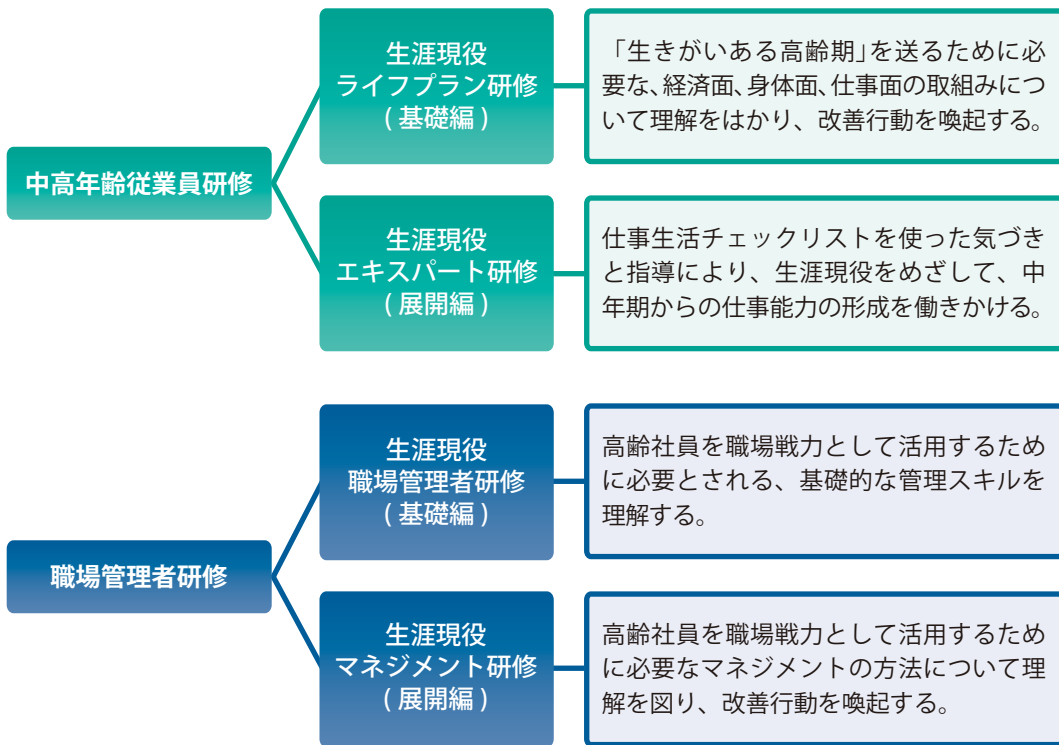 中高年齢従業員研修
生涯現役
ライフプラン研修
(基礎編)
「生きがいある高齢期」を送るために必
要な、経済面、身体面、仕事面の取組みにつ
いて理解をはかり、改善行動を喚起する。
生涯現役
エキスパート研修
(展開編)
仕事生活チェックリストを使った気づき
と指導により、生涯現役をめざして、中
年期からの仕事能力の形成を働きかける。
職場管理者研修
生涯現役
職場管理者研修
(基礎編)
高齢社員を職場戦力として活用するため
に必要とされる、基礎的な管理スキルを
理解する。
生涯現役
マネジメント研修
(展開編)
高齢社員を職場戦力として活用するため
に必要なマネジメントの方法について理
解を図り、改善行動を喚起する。